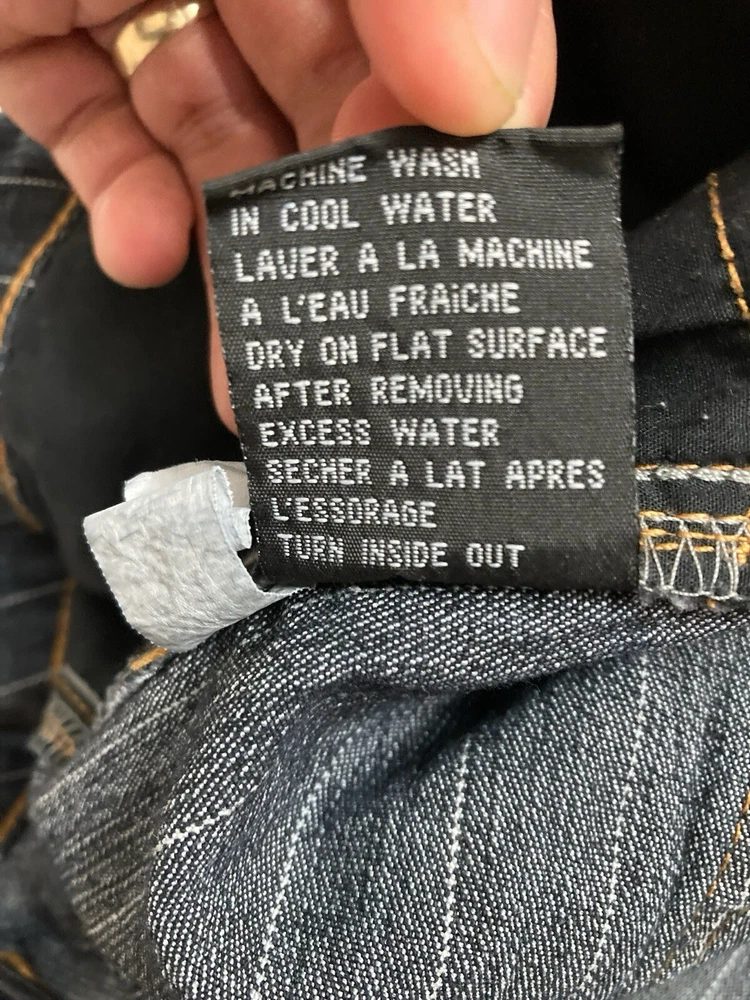 MACHINE WASH
IN COOL WATER
LAVER A LA MACHINE
A L'EAU FRAiCHE
DRY ON FLAT SURFACE
AFTER REMOVING
EXCESS WATER
SECHER A LAT APRES
L'ESSORAGE
TURN INSIDE OUT